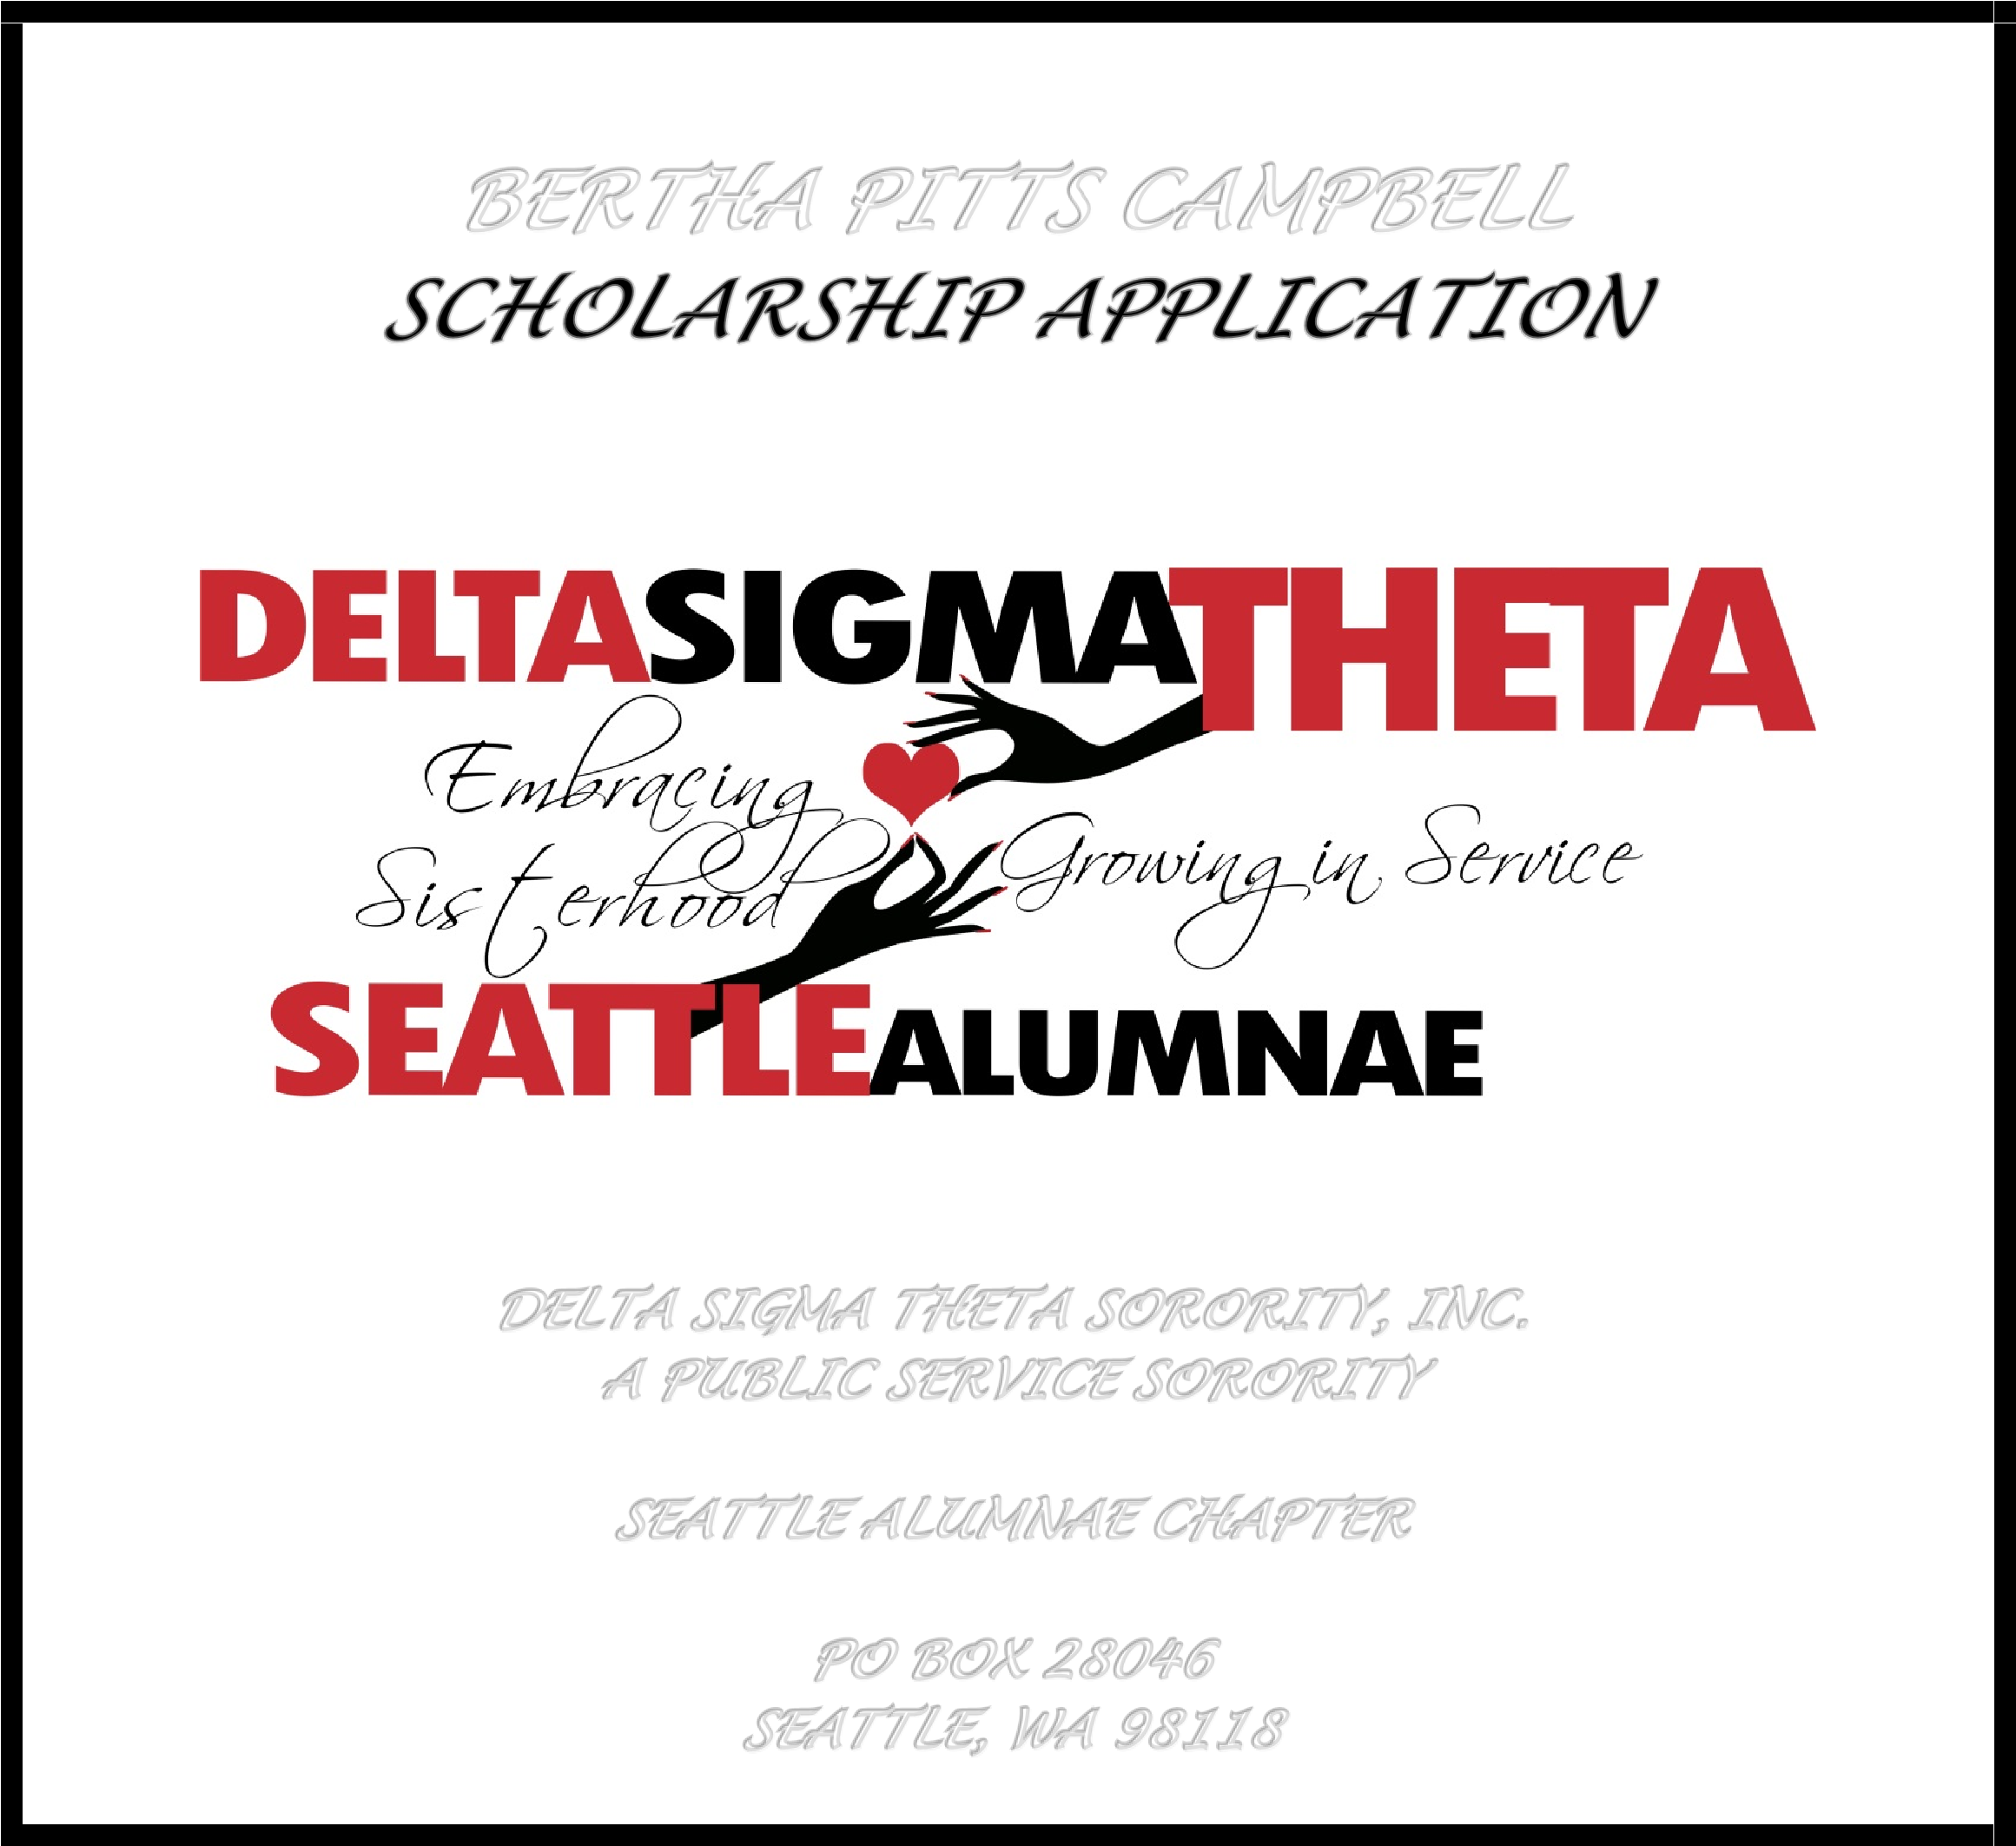 BERTHA PITTS CAMPBELL
SCHOLARSHIP APPLICATION
DELTASIGMATHETA
Embracing
Sisterhood
Growing in Service
SEATTLEALUMNAE
DELTA SIGMA THETA SORORITY, INC.
A PUBLIC SERVICE SORORITY
SEATTLE ALUMNAE CHAPTER
PO BOX 28046
SEATTLE, WA 98118